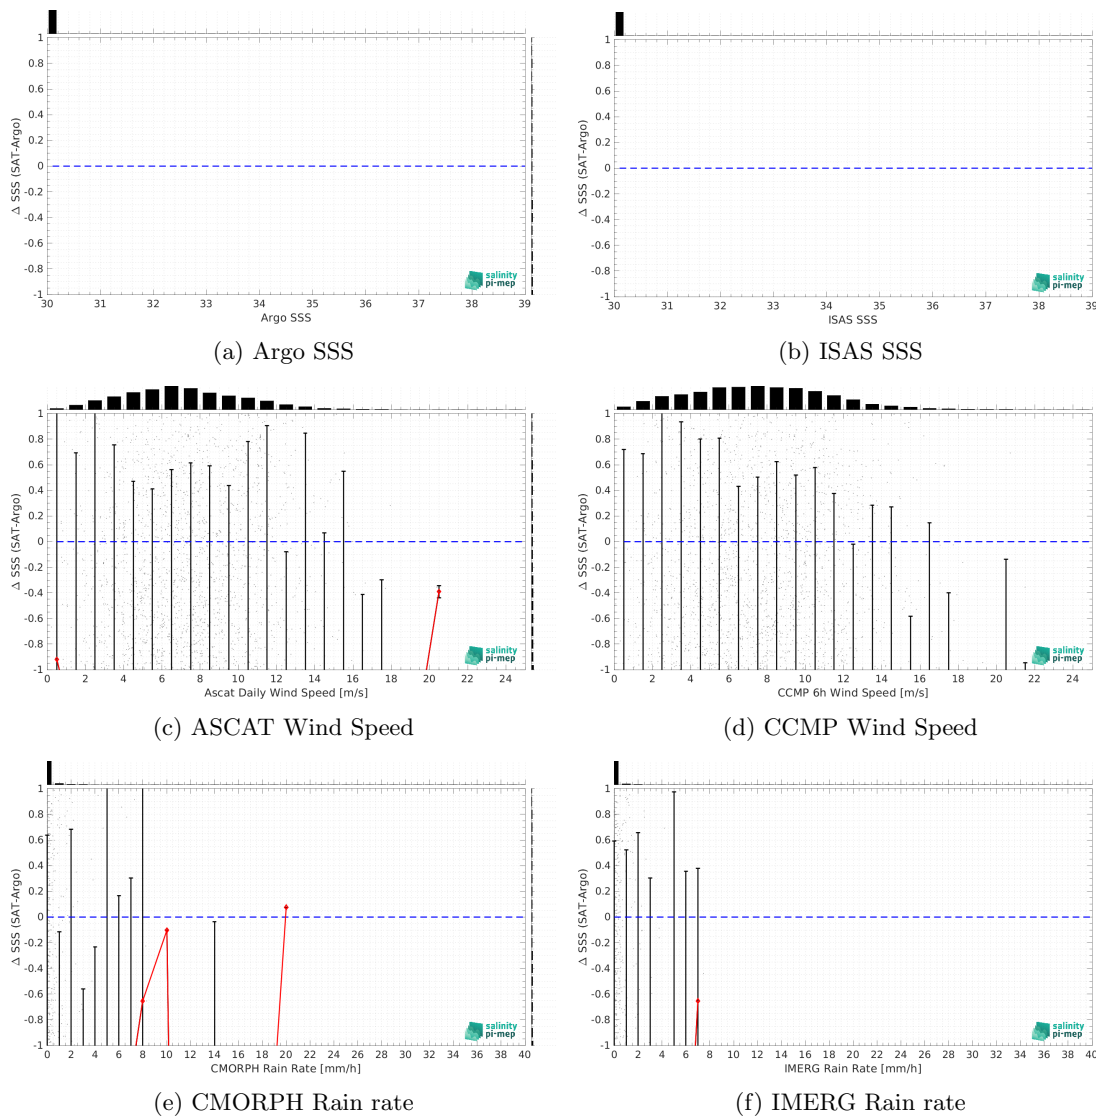 1
0.8
0.6
0.4
0.2
0
-0.2
-0.4
-0.6
-0.8
-1
Δ SSS (SAT-Argo)
salinity
pi-mep
30 31 32 33 34 35 36 37 38 39
Argo SSS
(a) Argo SSS
1
0.8
0.6
0.4
0.2
0
-0.2
-0.4
-0.6
-0.8
-1
Δ SSS (SAT-Argo)
salinity
pi-mep
30 31 32 33 34 35 36 37 38 39
ISAS SSS
(b) ISAS SSS
1
0.8
0.6
0.4
0.2
0
-0.2
-0.4
-0.6
-0.8
-1
Δ SSS (SAT-Argo)
salinity
pi-mep
0 2 4 6 8 10 12 14 16 18 20 22 24
Ascat Daily Wind Speed [m/s]
(c) ASCAT Wind Speed
1
0.8
0.6
0.4
0.2
0
-0.2
-0.4
-0.6
-0.8
-1
Δ SSS (SAT-Argo)
salinity
pi-mep
0 2 4 6 8 10 12 14 16 18 20 22 24
CCMP 6h Wind Speed [m/s]
(d) CCMP Wind Speed
1
0.8
0.6
0.4
0.2
0
-0.2
-0.4
-0.6
-0.8
-1
Δ SSS (SAT-Argo)
salinity
pi-mep
0 2 4 6 8 10 12 14 16 18 20 22 24 26 28 30 32 34 36 38 40
CMORPH Rain Rate [mm/h]
(e) CMORPH Rain rate
1
0.8
0.6
0.4
0.2
0
-0.2
-0.4
-0.6
-0.8
-1
Δ SSS (SAT-Argo)
salinity
pi-mep
0 2 4 6 8 10 12 14 16 18 20 22 24 26 28 30 32 34 36 38 40
IMERG Rain Rate [mm/h]
(f) IMERG Rain rate